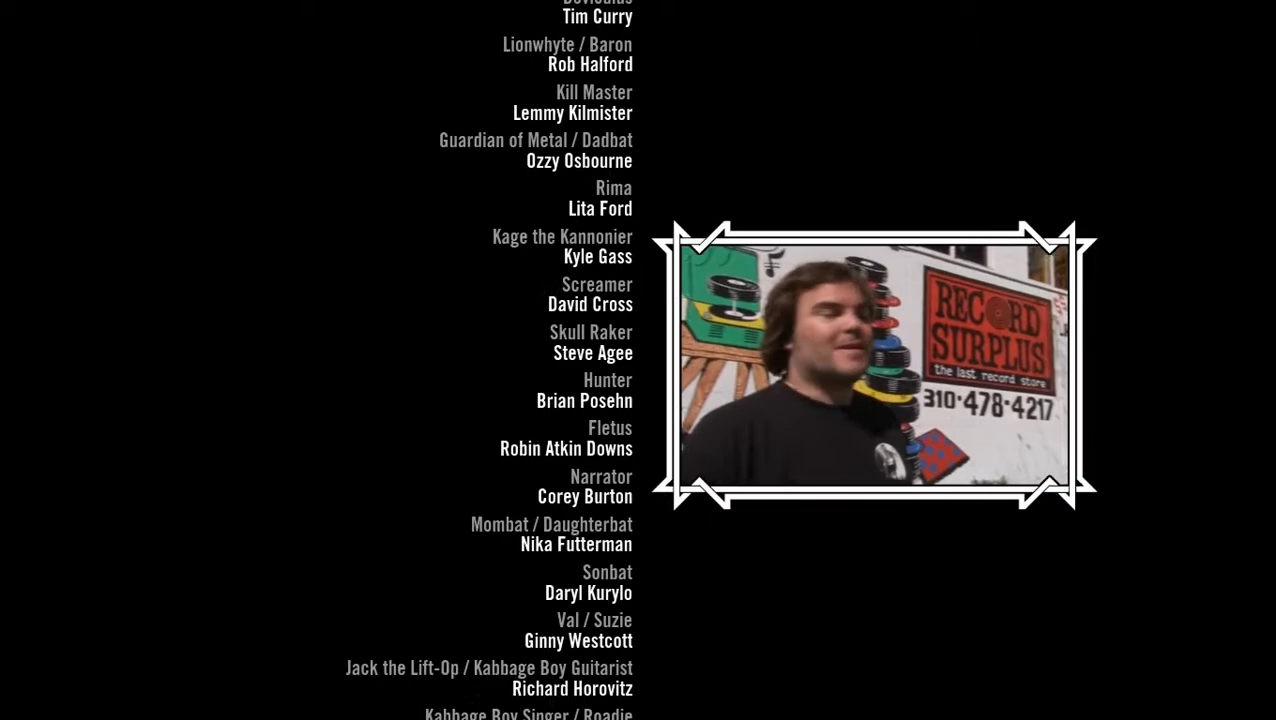 Doviculus
Tim Curry
Lionwhyte / Baron
Rob Halford
Kill Master
Lemmy Kilmister
Guardian of Metal / Dadbat
Ozzy Osbourne
Rima
Lita Ford
Kage the Kannonier
Kyle Gass
Screamer
David Cross
Skull Raker
Steve Agee
Hunter
Brian Posehn
Fletus
Robin Atkin Downs
Narrator
Corey Burton
Mombat / Daughterbat
Nika Futterman
Sonbat
Daryl Kurylo
Val / Suzie
Ginny Westcott
Jack the Lift-Op / Kabbage Boy Guitarist
Richard Horovitz
Kabbage Boy Singer / Roadie
RECORD
SURPLUS
the last record store
310·478·4217